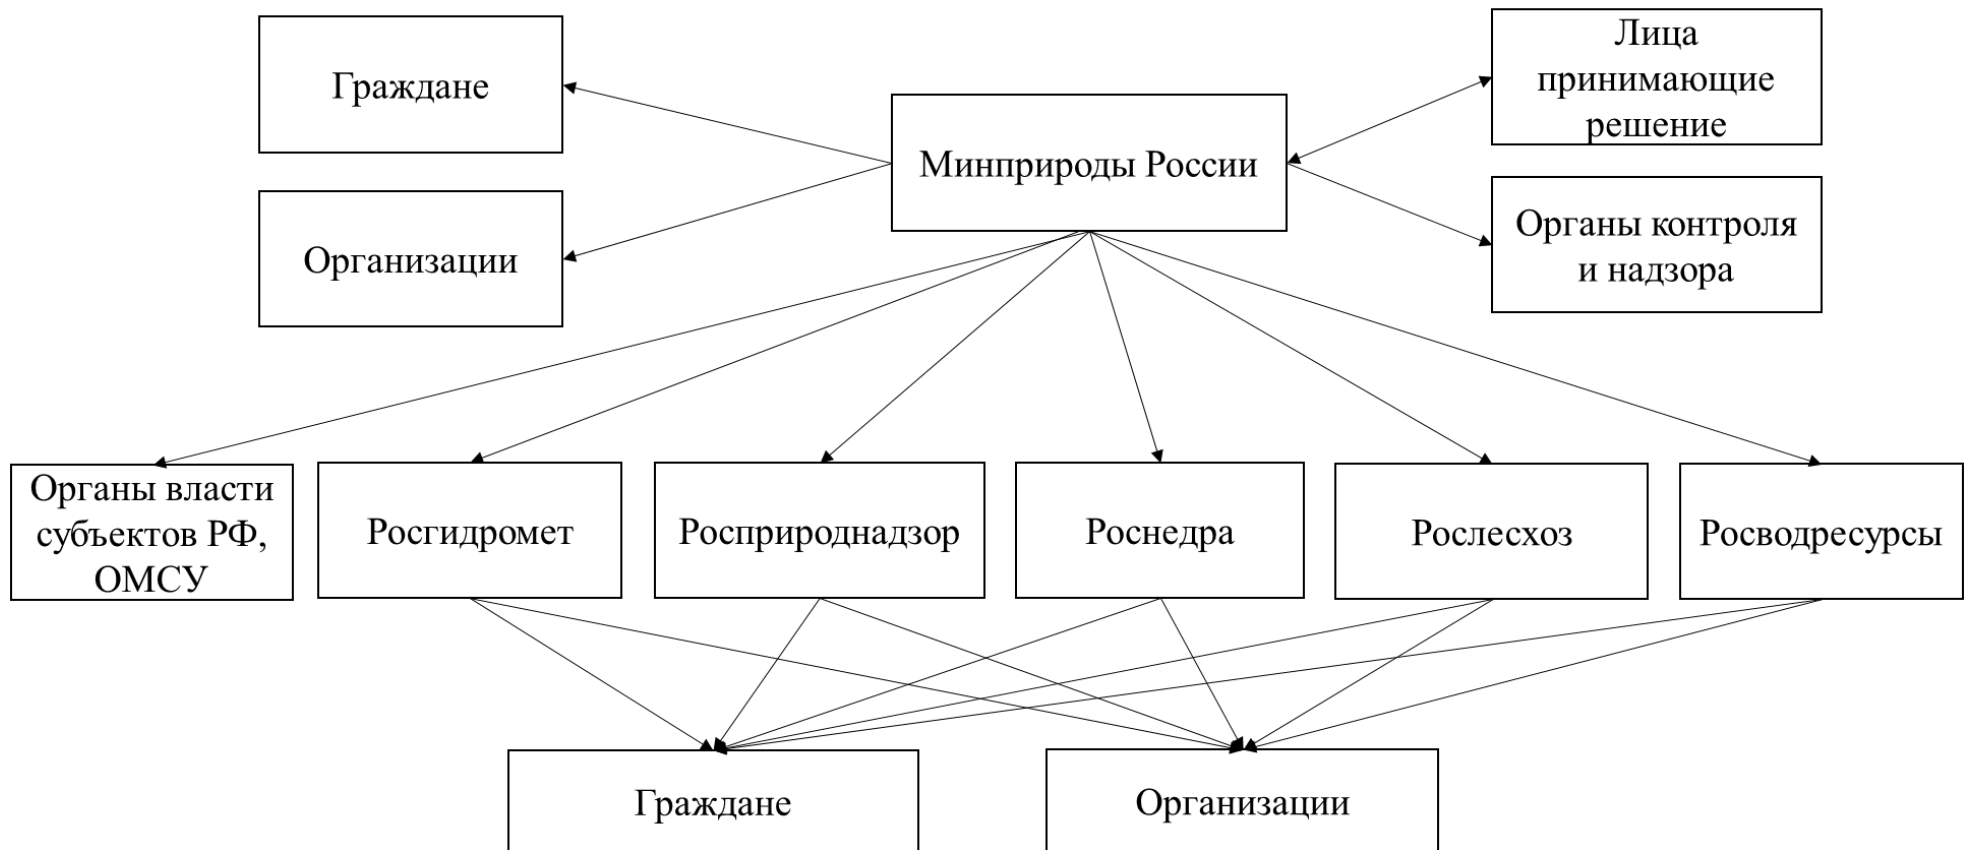 Граждане
Лица
принимающие
решение
Минприроды России
Организации
Органы контроля
и надзора
Органы власти
субъектов РФ,
ОМСУ
Росгидромет
Росприроднадзор
Роснедра
Рослесхоз
Росводресурсы
Граждане
Организации